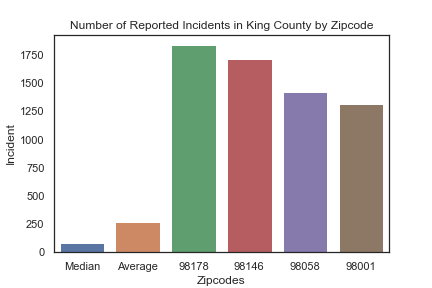 Number of Reported Incidents in King County by Zipcode
Incident
1750
1500
1250
1000
750
500
250
0
Median Average 98178 98146 98058 98001
Zipcodes